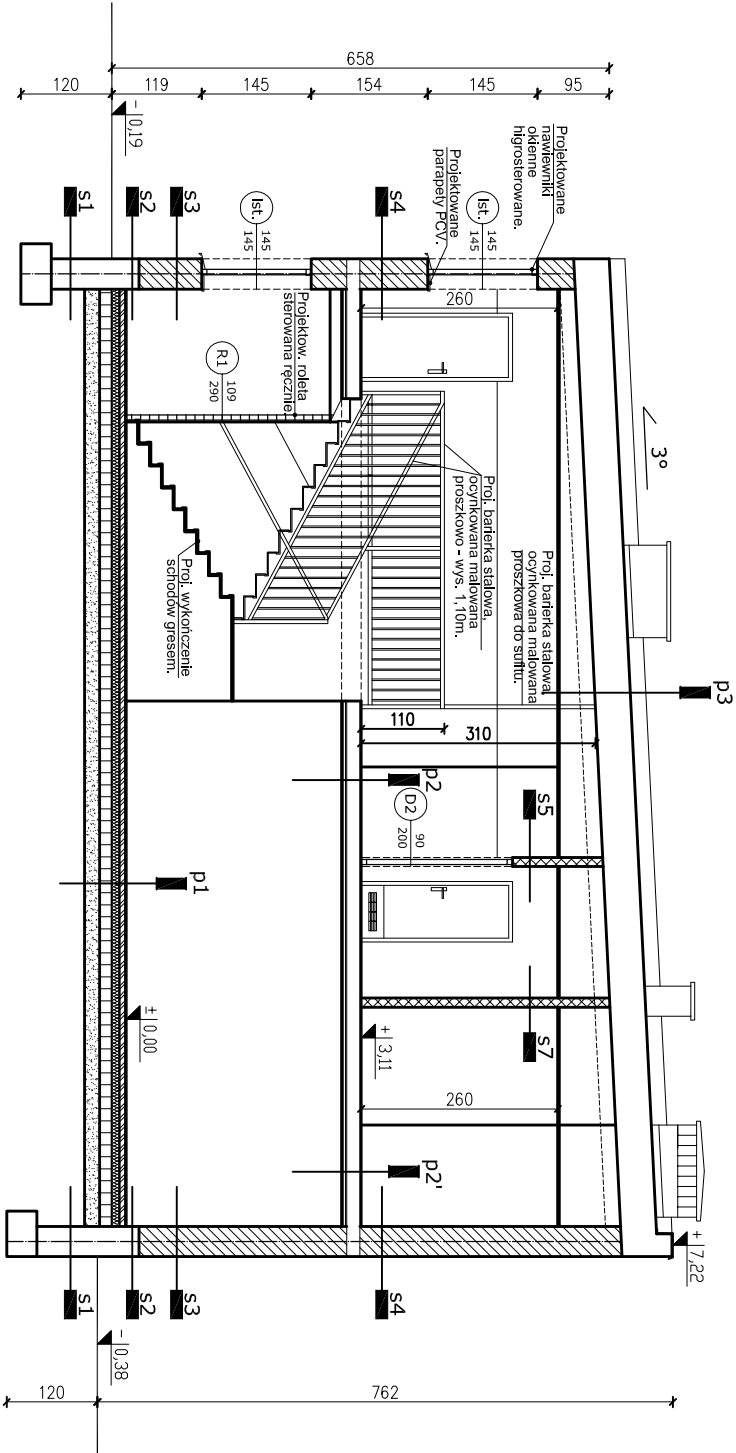 658
120
119
145
154
145
95
- 0,19
Projektowane
nawiewniki
okienne
higrosterowane.
Projektowane
parapety PCV.
s1
s2
s3
s4
Ist. 145
145
Ist. 145
145
260
Projektow. roleta
sterowana ręcznie.
R1 109
290
3°
Proj. barierka stalowa,
ocynkowana malowana
proszkowo - wys. 1,10m.
Proj. barierka stalowa,
ocynkowana malowana
proszkowa do sufitu.
Proj. wykończenie
schodów gresem.
p3
110
310
p2
D2 90
200
s5
p1
± 0,00
+ 3,11
s7
260
p2'
+ 7,22
s1
s2
s3
s4
- 0,38
120
762